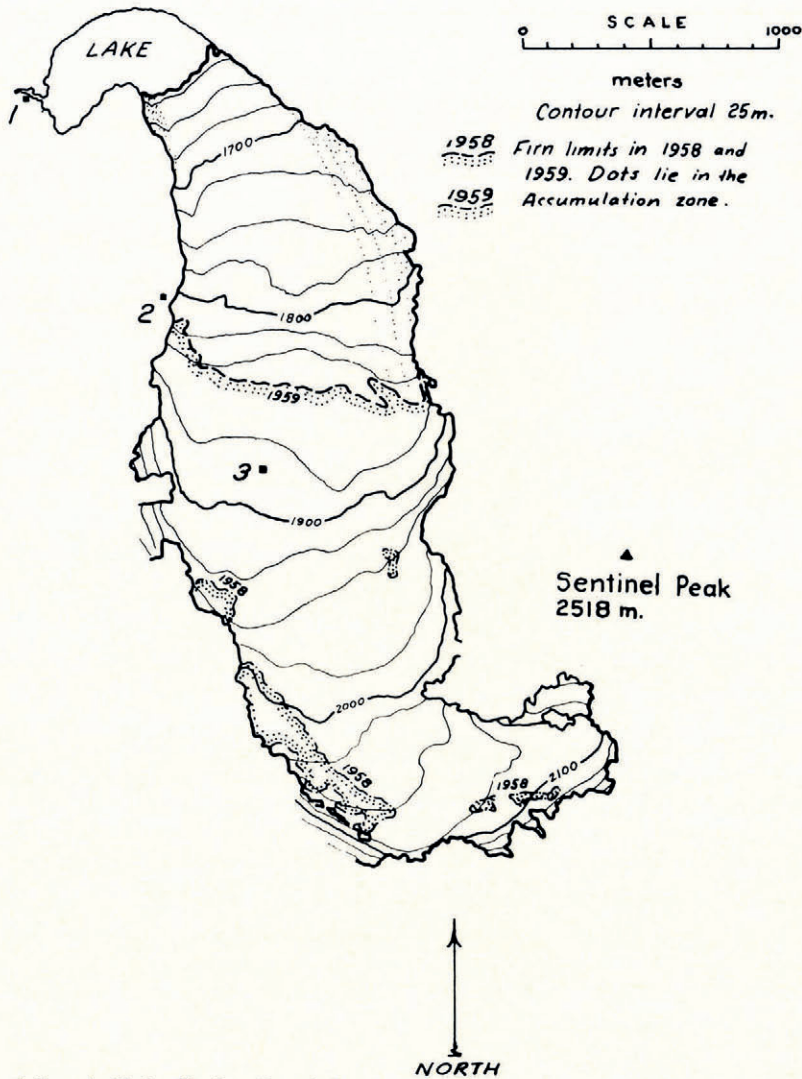 SCALE
0 1000
meters
Contour interval 25m.
1958 Firn limits in 1958 and
1959. Dots lie in the
1959 Accumulation zone.
LAKE
1
1700
2
1800
1959
3
1900
1958
Sentinel Peak
2518 m.
2000
1958
1958
2100
NORTH